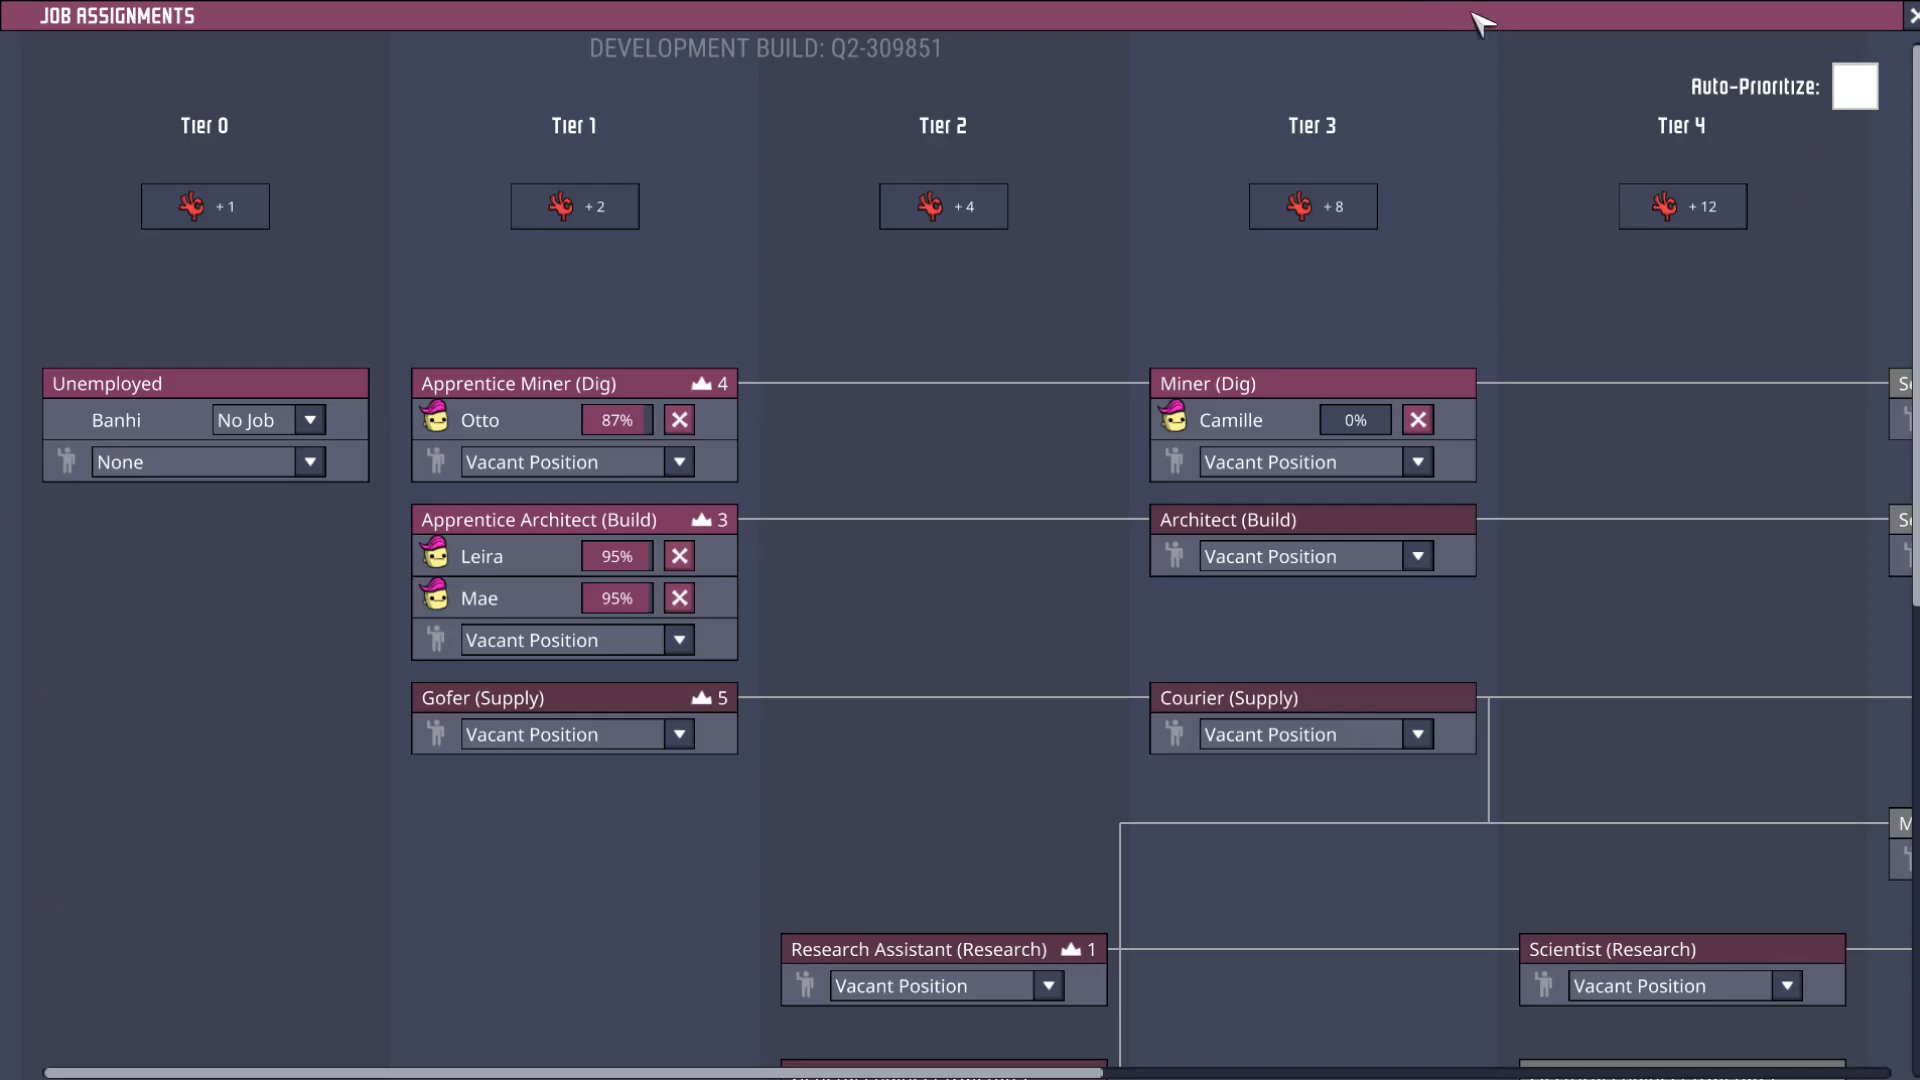 JOB ASSIGNMENTS
DEVELOPMENT BUILD: Q2-309851
Auto-Prioritize:
Tier 0
Tier 1
Tier 2
Tier 3
Tier 4
+ 1
+ 2
+ 4
+ 8
+ 12
Unemployed
Banhi
No Job
None
Apprentice Miner (Dig)
4
Otto
87%
Vacant Position
Miner (Dig)
Camille
0%
Vacant Position
Apprentice Architect (Build)
3
Leira
95%
Mae
95%
Vacant Position
Architect (Build)
Vacant Position
Gofer (Supply)
5
Vacant Position
Courier (Supply)
Vacant Position
Research Assistant (Research)
1
Vacant Position
Scientist (Research)
Vacant Position